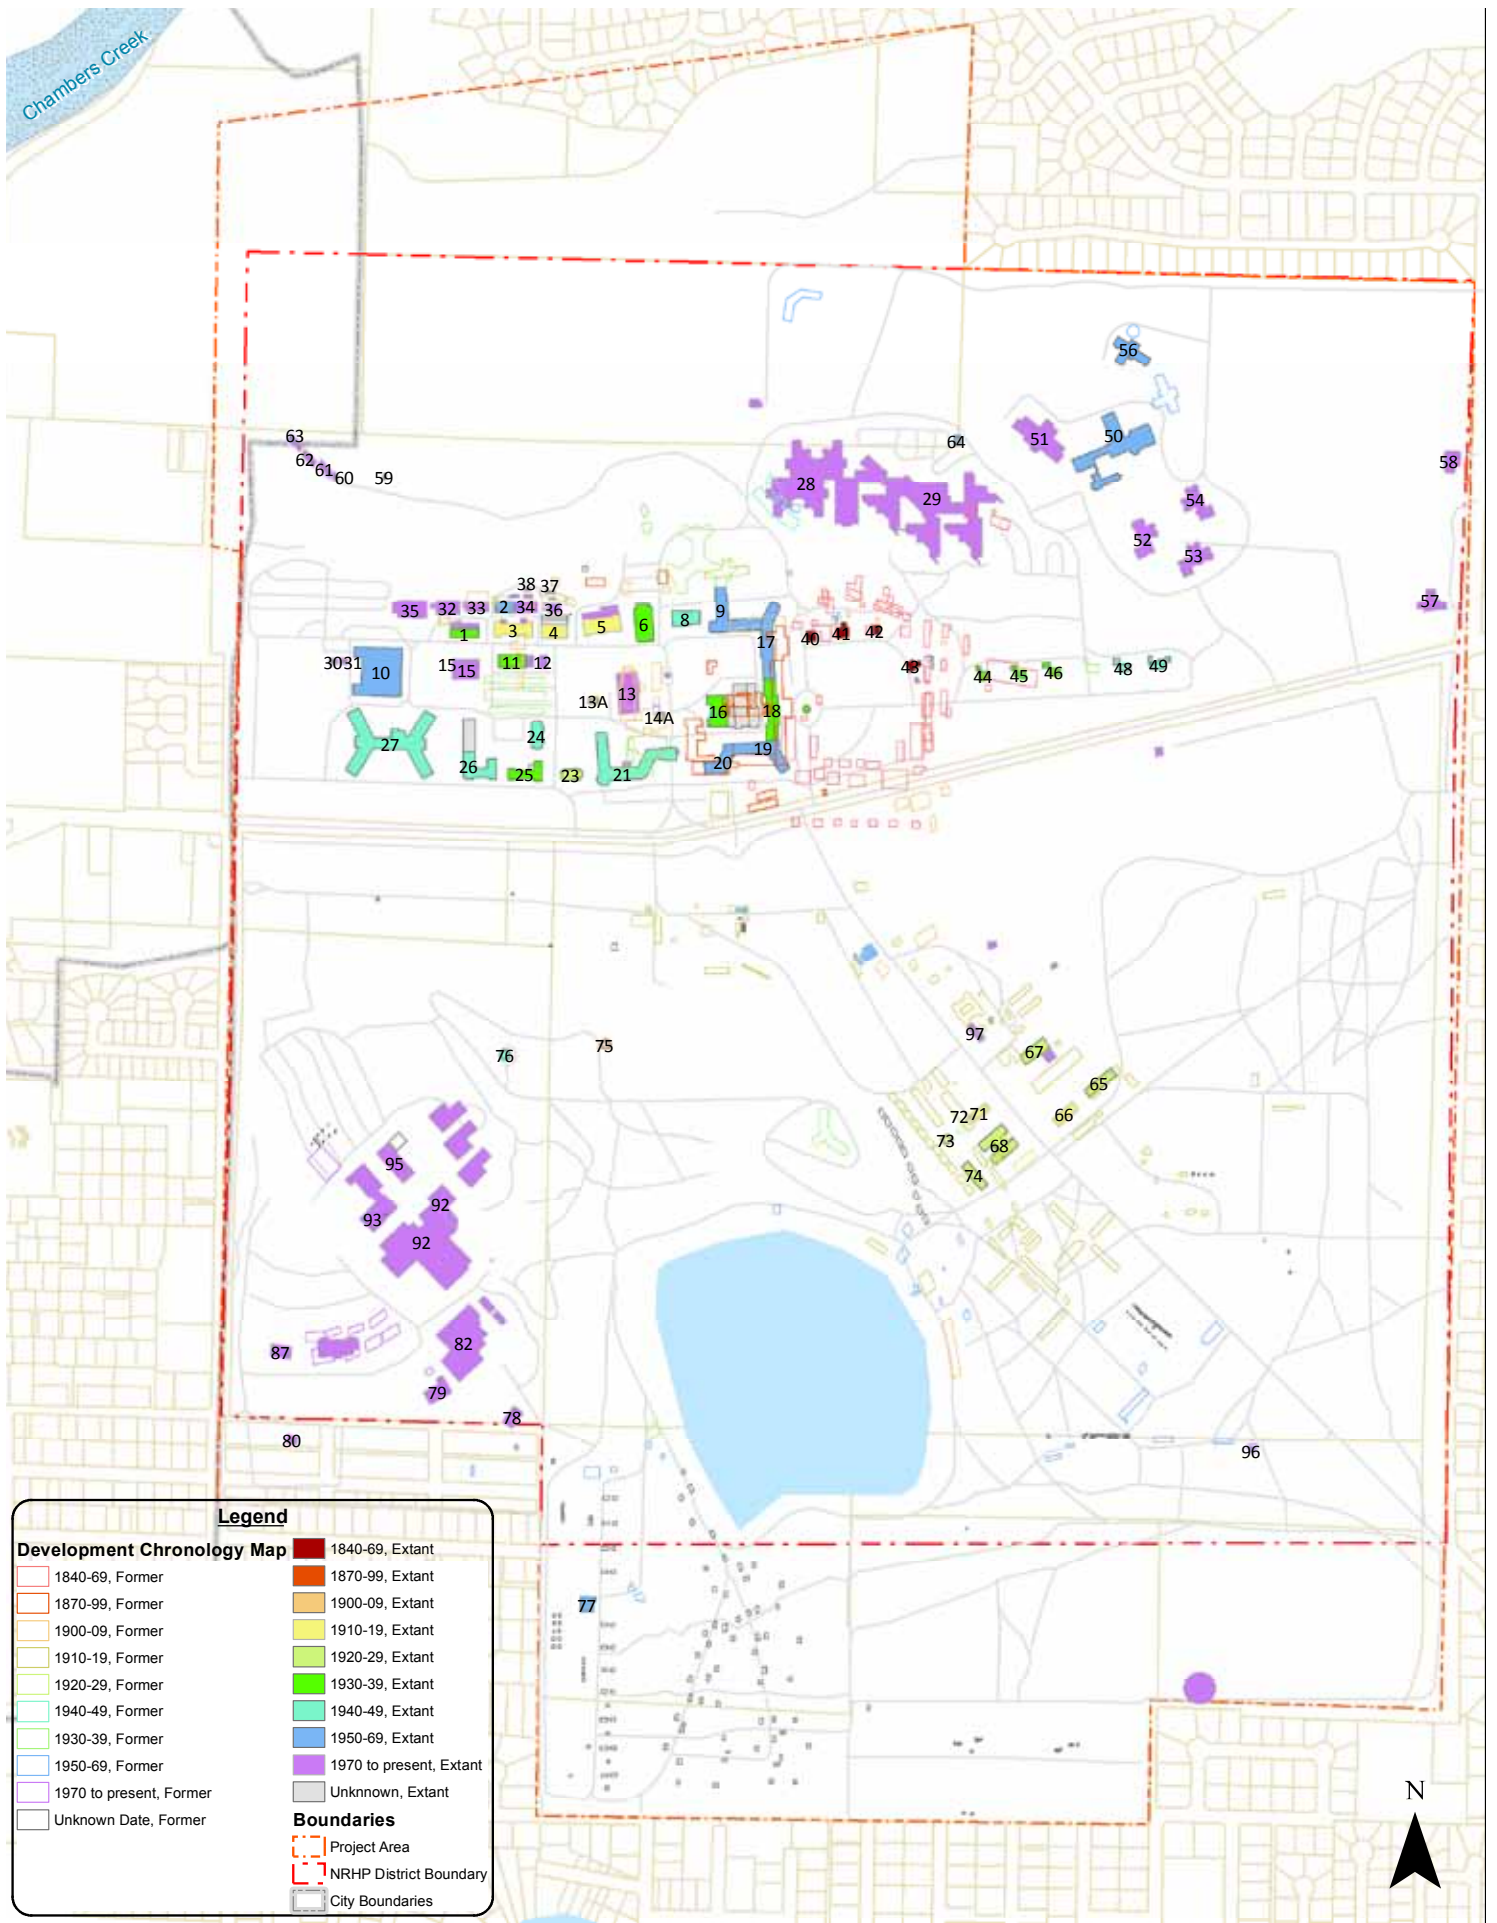 Chambers Creek
56
63
51
50
64
62
61
60
59
58
28
29
54
52
53
38
37
57
35
32
33
2
34
36
9
1
3
4
5
6
8
40
41
42
17
30
31
10
15
15
11
12
43
44
45
46
48
49
13
13A
14A
16
18
27
24
26
25
23
21
20
19
76
75
97
67
65
66
72
71
73
68
74
95
92
93
92
87
82
79
78
80
96
77
Legend
Development Chronology Map
1840-69, Former
1870-99, Former
1900-09, Former
1910-19, Former
1920-29, Former
1940-49, Former
1930-39, Former
1950-69, Former
1970 to present, Former
Unknown Date, Former
1840-69, Extant
1870-99, Extant
1900-09, Extant
1910-19, Extant
1920-29, Extant
1930-39, Extant
1940-49, Extant
1950-69, Extant
1970 to present, Extant
Unknnown, Extant
Boundaries
Project Area
NRHP District Boundary
City Boundaries
N